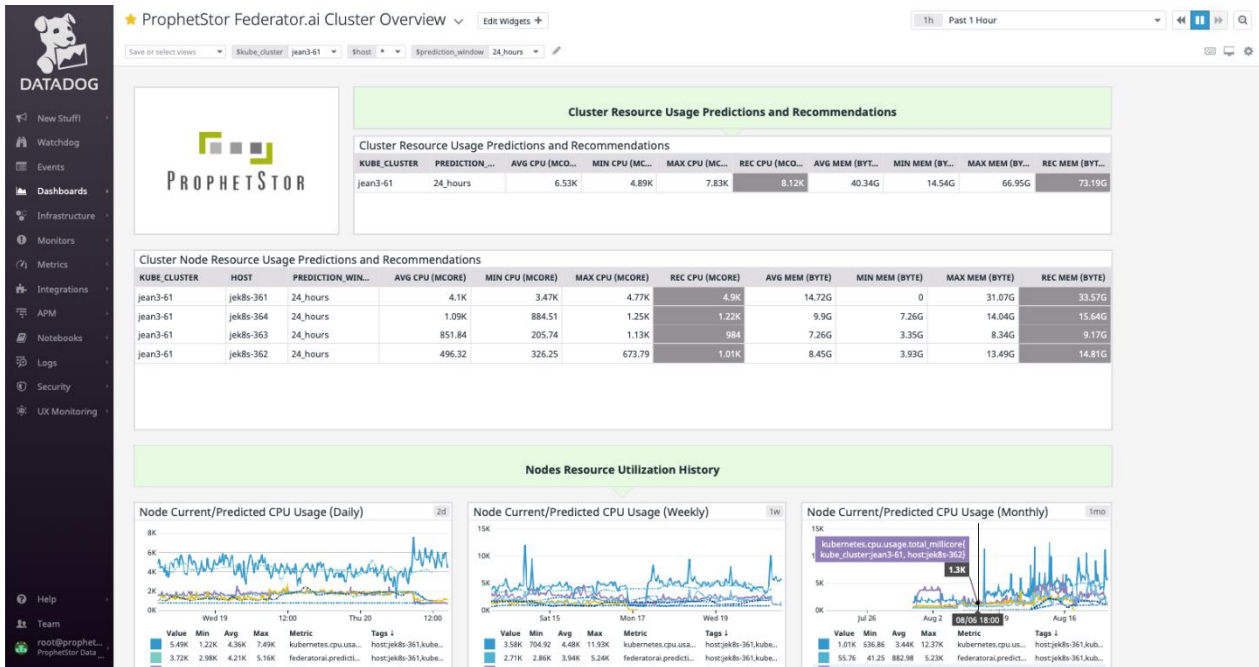 ProphetStor Federator.ai Cluster Overview
Edit Widgets +
1h Past 1 Hour
Save or select views
$kube_cluster jean3-61
$host *
$prediction_window 24_hours
DATADOG
New Stuff!
Watchdog
Events
Dashboards
Infrastructure
Monitors
Metrics
Integrations
APM
Notebooks
Logs
Security
UX Monitoring
Help
Team
root@prophet...
ProphetStor Data ...
PROPHETSTOR
Cluster Resource Usage Predictions and Recommendations
Cluster Resource Usage Predictions and Recommendations
KUBE_CLUSTER PREDICTION_... AVG CPU (MCO... MIN CPU (MC... MAX CPU (MC... REC CPU (MCO... AVG MEM (BYT... MIN MEM (BY... MAX MEM (BY... REC MEM (BYT...
jean3-61 24_hours 6.53K 4.89K 7.83K 8.12K 40.34G 14.54G 66.95G 73.19G
Cluster Node Resource Usage Predictions and Recommendations
KUBE_CLUSTER HOST PREDICTION_WIN... AVG CPU (MCORE) MIN CPU (MCORE) MAX CPU (MCORE) REC CPU (MCORE) AVG MEM (BYTE) MIN MEM (BYTE) MAX MEM (BYTE) REC MEM (BYTE)
jean3-61 jek8s-361 24_hours 4.1K 3.47K 4.77K 4.9K 14.72G 0 31.07G 33.57G
jean3-61 jek8s-364 24_hours 1.09K 884.51 1.25K 1.22K 9.9G 7.26G 14.04G 15.64G
jean3-61 jek8s-363 24_hours 851.84 205.74 1.13K 984 7.26G 3.35G 8.34G 9.17G
jean3-61 jek8s-362 24_hours 496.32 326.25 673.79 1.01K 8.45G 3.93G 13.49G 14.81G
Nodes Resource Utilization History
Node Current/Predicted CPU Usage (Daily) 2d
8K
6K
4K
2K
0K
Wed 19 12:00 Thu 20 12:00
Value Min Avg Max Metric Tags ↓
5.49K 1.22K 4.36K 7.49K kubernetes.cpu.usa... host:jek8s-361,kube...
3.72K 2.98K 4.21K 5.16K federatorai.predicti... host:jek8s-361,kube...
Node Current/Predicted CPU Usage (Weekly) 1w
15K
10K
5K
0K
Sat 15 Mon 17 Wed 19
Value Min Avg Max Metric Tags ↓
3.58K 704.92 4.48K 11.93K kubernetes.cpu.usa... host:jek8s-361,kube...
2.71K 2.86K 3.94K 5.24K federatorai.predicti... host:jek8s-361,kube...
Node Current/Predicted CPU Usage (Monthly) 1mo
15K
kubernetes.cpu.usage.total_millicore{
kube_cluster:jean3-61, host:jek8s-362}
1.3K
5K
0K
Jul 26 Aug 2 08/06 18:00 9 Aug 16
Value Min Avg Max Metric Tags ↓
1.01K 636.86 3.44K 12.37K kubernetes.cpu.us... host:jek8s-361,kub...
55.76 41.25 882.98 5.23K federatorai.predict... host:jek8s-361,kub...